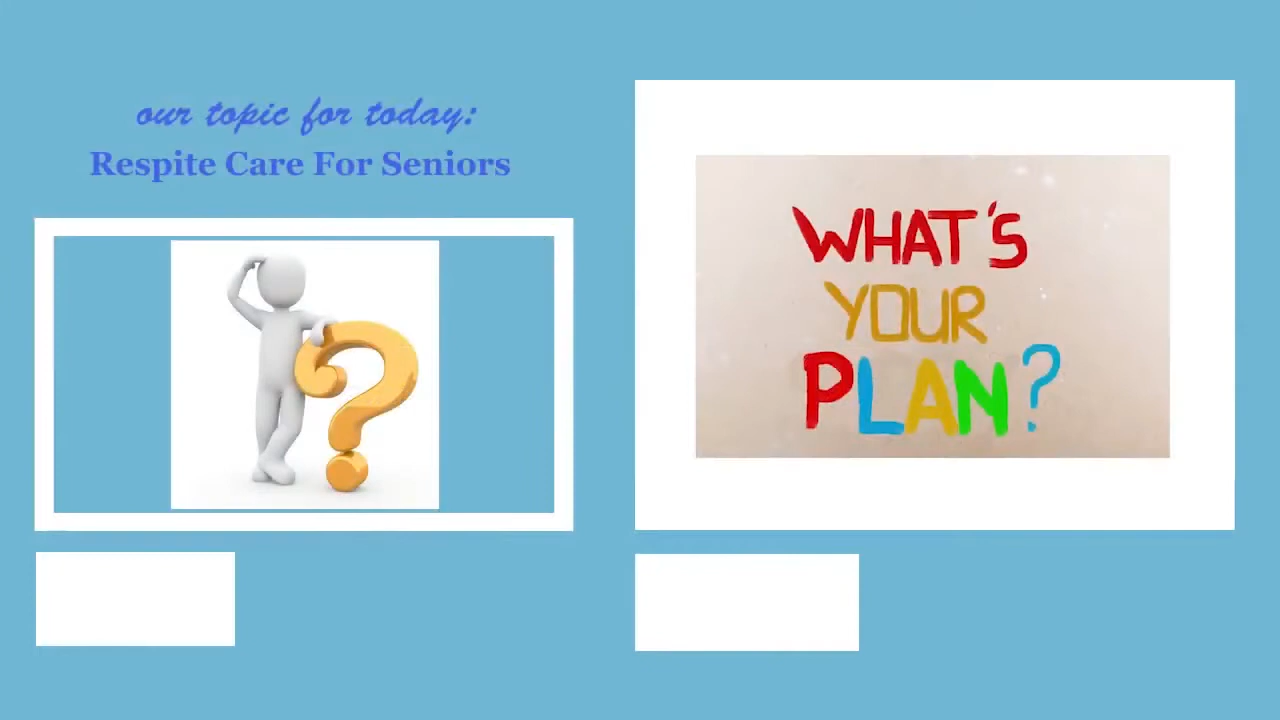 our topic for today:
Respite Care For Seniors
WHAT'S
YOUR
PLAN?